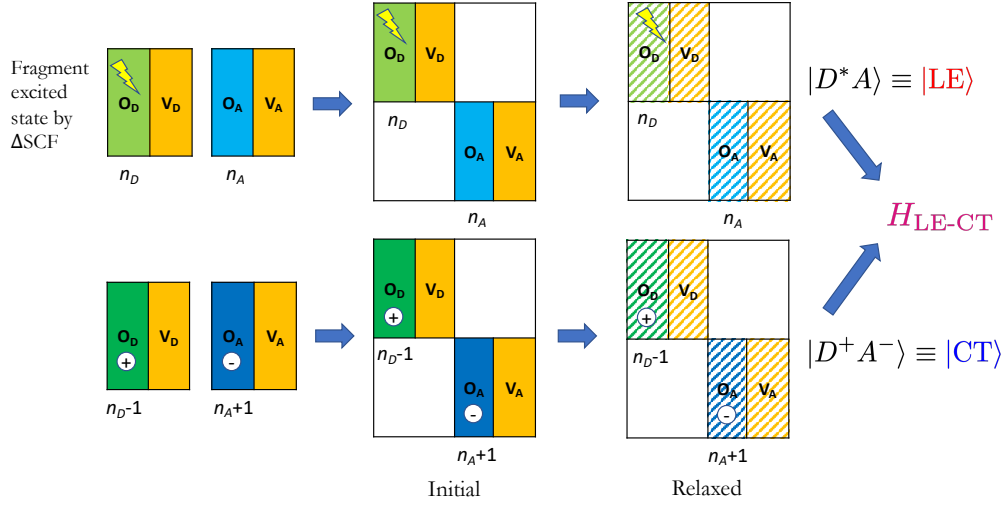 Fragment
excited
state by
ΔSCF
O_D V_D O_A V_A
n_D n_A
O_D V_D
n_D
O_A V_A
n_A
O_D V_D
n_D
O_A V_A
n_A
|D*A⟩ ≡ |LE⟩
H_LE-CT
O_D V_D O_A V_A
+ -
n_D-1 n_A+1
O_D V_D
+
n_D-1
O_A V_A
-
n_A+1
O_D V_D
+
n_D-1
O_A V_A
-
n_A+1
|D⁺A⁻⟩ ≡ |CT⟩
Initial
Relaxed